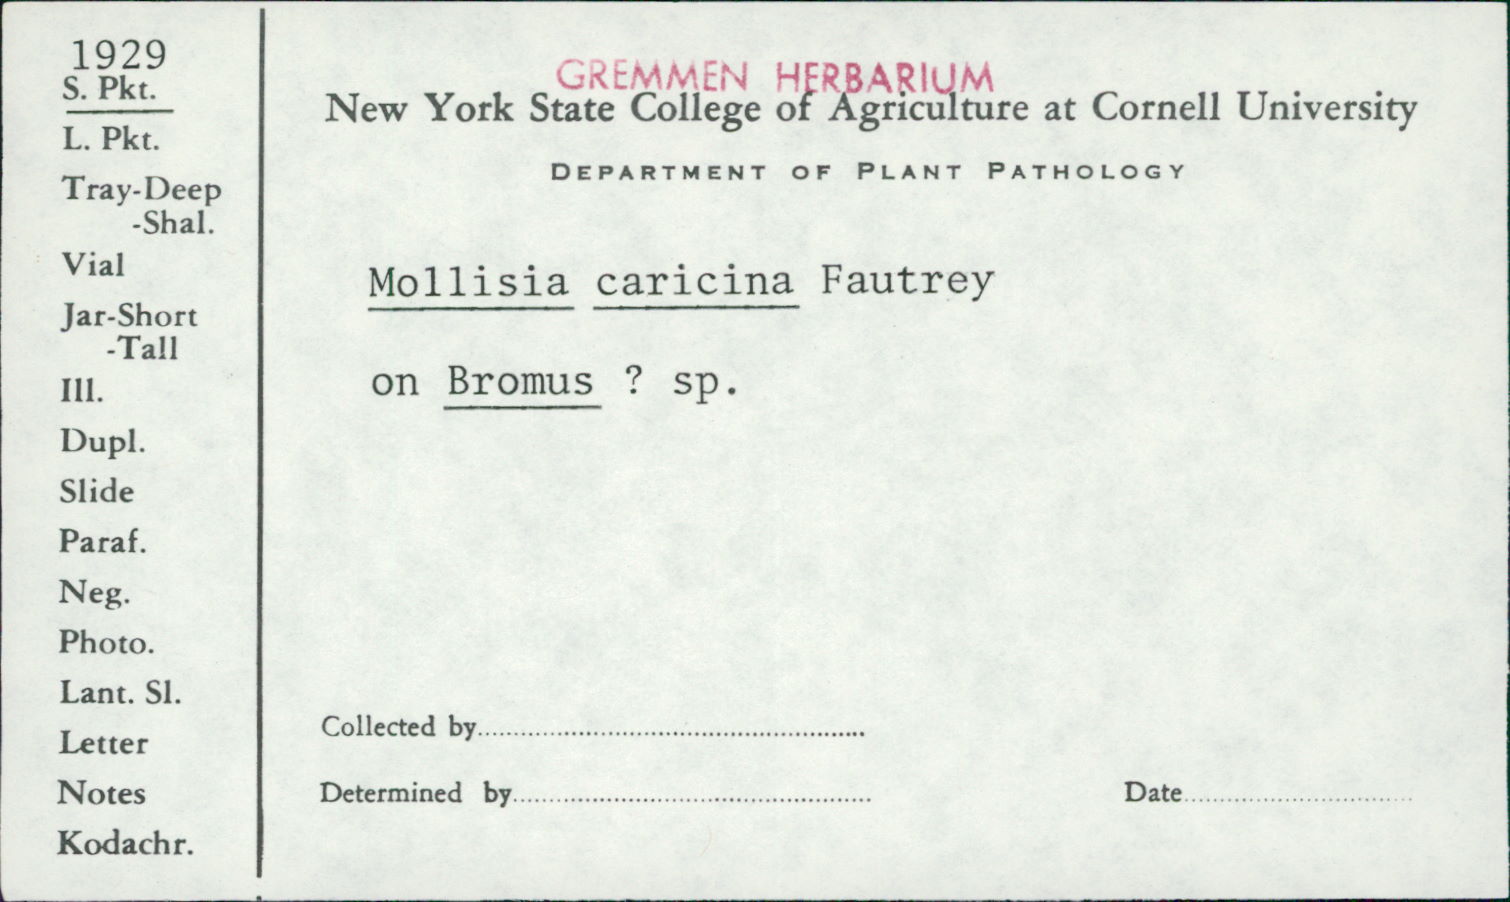 1929
S. Pkt.
L. Pkt.
Tray-Deep
-Shal.
Vial
Jar-Short
-Tall
Ill.
Dupl.
Slide
Paraf.
Neg.
Photo.
Lant. Sl.
Letter
Notes
Kodachr.
GREMMEN HERBARIUM
New York State College of Agriculture at Cornell University
DEPARTMENT OF PLANT PATHOLOGY
Mollisia caricina Fautrey
on Bromus ? sp.
Collected by
Determined by
Date